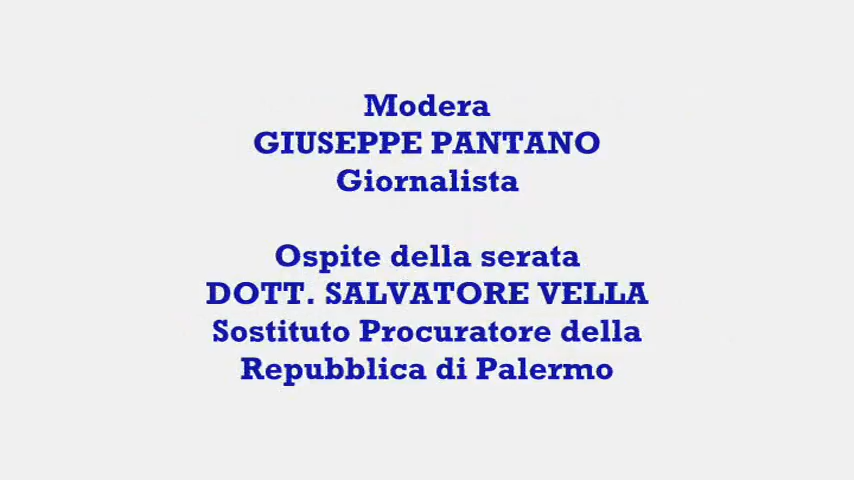 Modera
GIUSEPPE PANTANO
Giornalista
Ospite della serata
DOTT. SALVATORE VELLA
Sostituto Procuratore della
Repubblica di Palermo